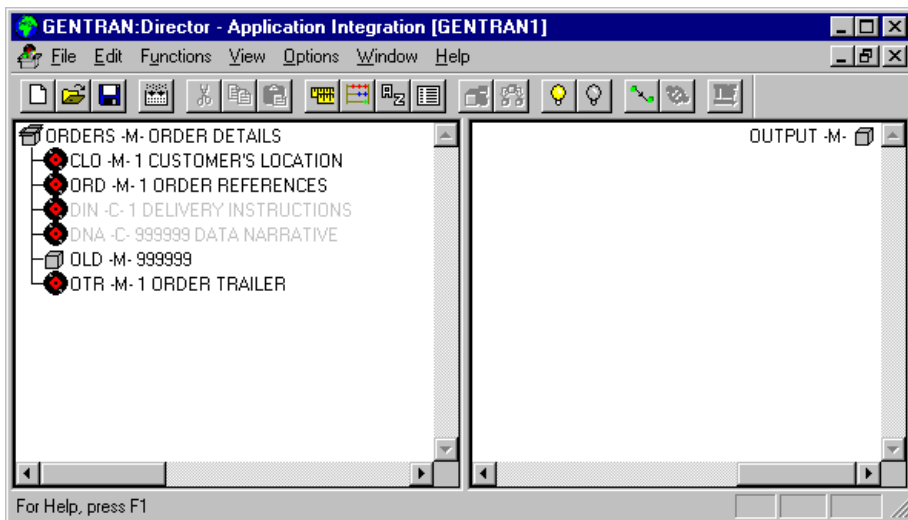 GENTRAN:Director - Application Integration [GENTRAN1]
File Edit Functions View Options Window Help
ORDERS -M- ORDER DETAILS
CLO -M- 1 CUSTOMER'S LOCATION
ORD -M- 1 ORDER REFERENCES
DIN -C- 1 DELIVERY INSTRUCTIONS
DNA -C- 999999 DATA NARRATIVE
OLD -M- 999999
OTR -M- 1 ORDER TRAILER
OUTPUT -M-
For Help, press F1